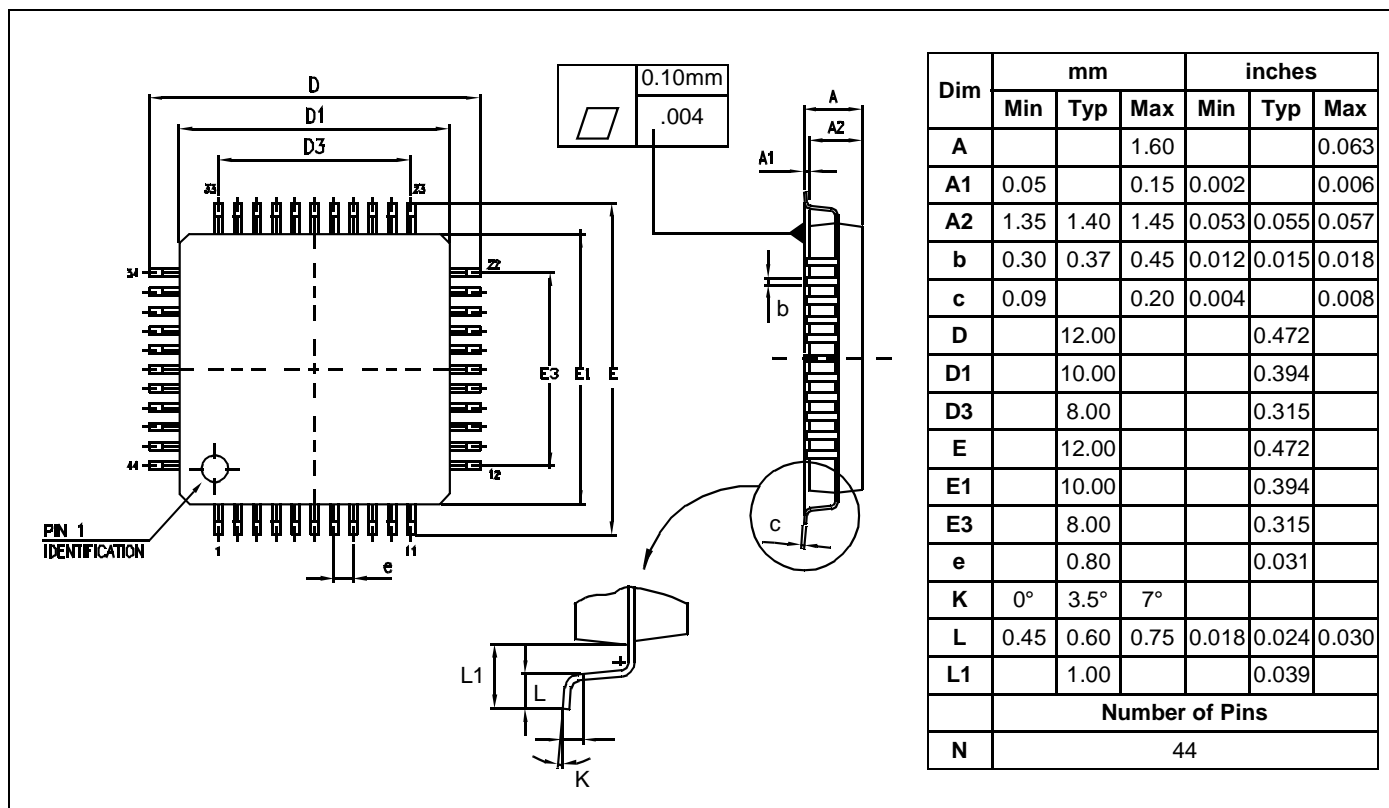 D
D1
D3
33
23
34
22
44
12
E3
E1
E
PIN 1
IDENTIFICATION
1
11
e
0.10mm
.004
A
A2
A1
b
c
L1
L
K
Dim mm inches
Min Typ Max Min Typ Max
A 1.60 0.063
A1 0.05 0.15 0.002 0.006
A2 1.35 1.40 1.45 0.053 0.055 0.057
b 0.30 0.37 0.45 0.012 0.015 0.018
c 0.09 0.20 0.004 0.008
D 12.00 0.472
D1 10.00 0.394
D3 8.00 0.315
E 12.00 0.472
E1 10.00 0.394
E3 8.00 0.315
e 0.80 0.031
K 0° 3.5° 7°
L 0.45 0.60 0.75 0.018 0.024 0.030
L1 1.00 0.039
Number of Pins
N 44